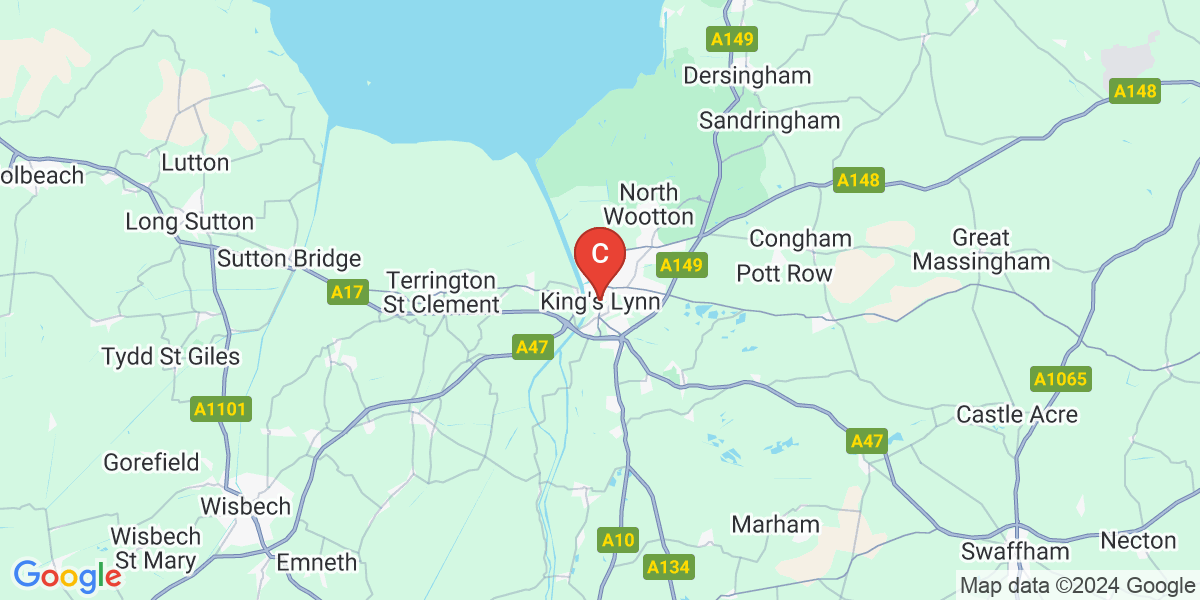 A149
Dersingham
A148
Sandringham
Lutton
olbeach
A148
North
Wootton
Long Sutton
Congham
Great
Massingham
C
Sutton Bridge
A149
Pott Row
Terrington
St Clement
A17
King's Lynn
A47
Tydd St Giles
A1065
A1101
Castle Acre
A47
Gorefield
Wisbech
Marham
Wisbech
St Mary
A10
Necton
Swaffham
Emneth
A134
Google
Map data ©2024 Google